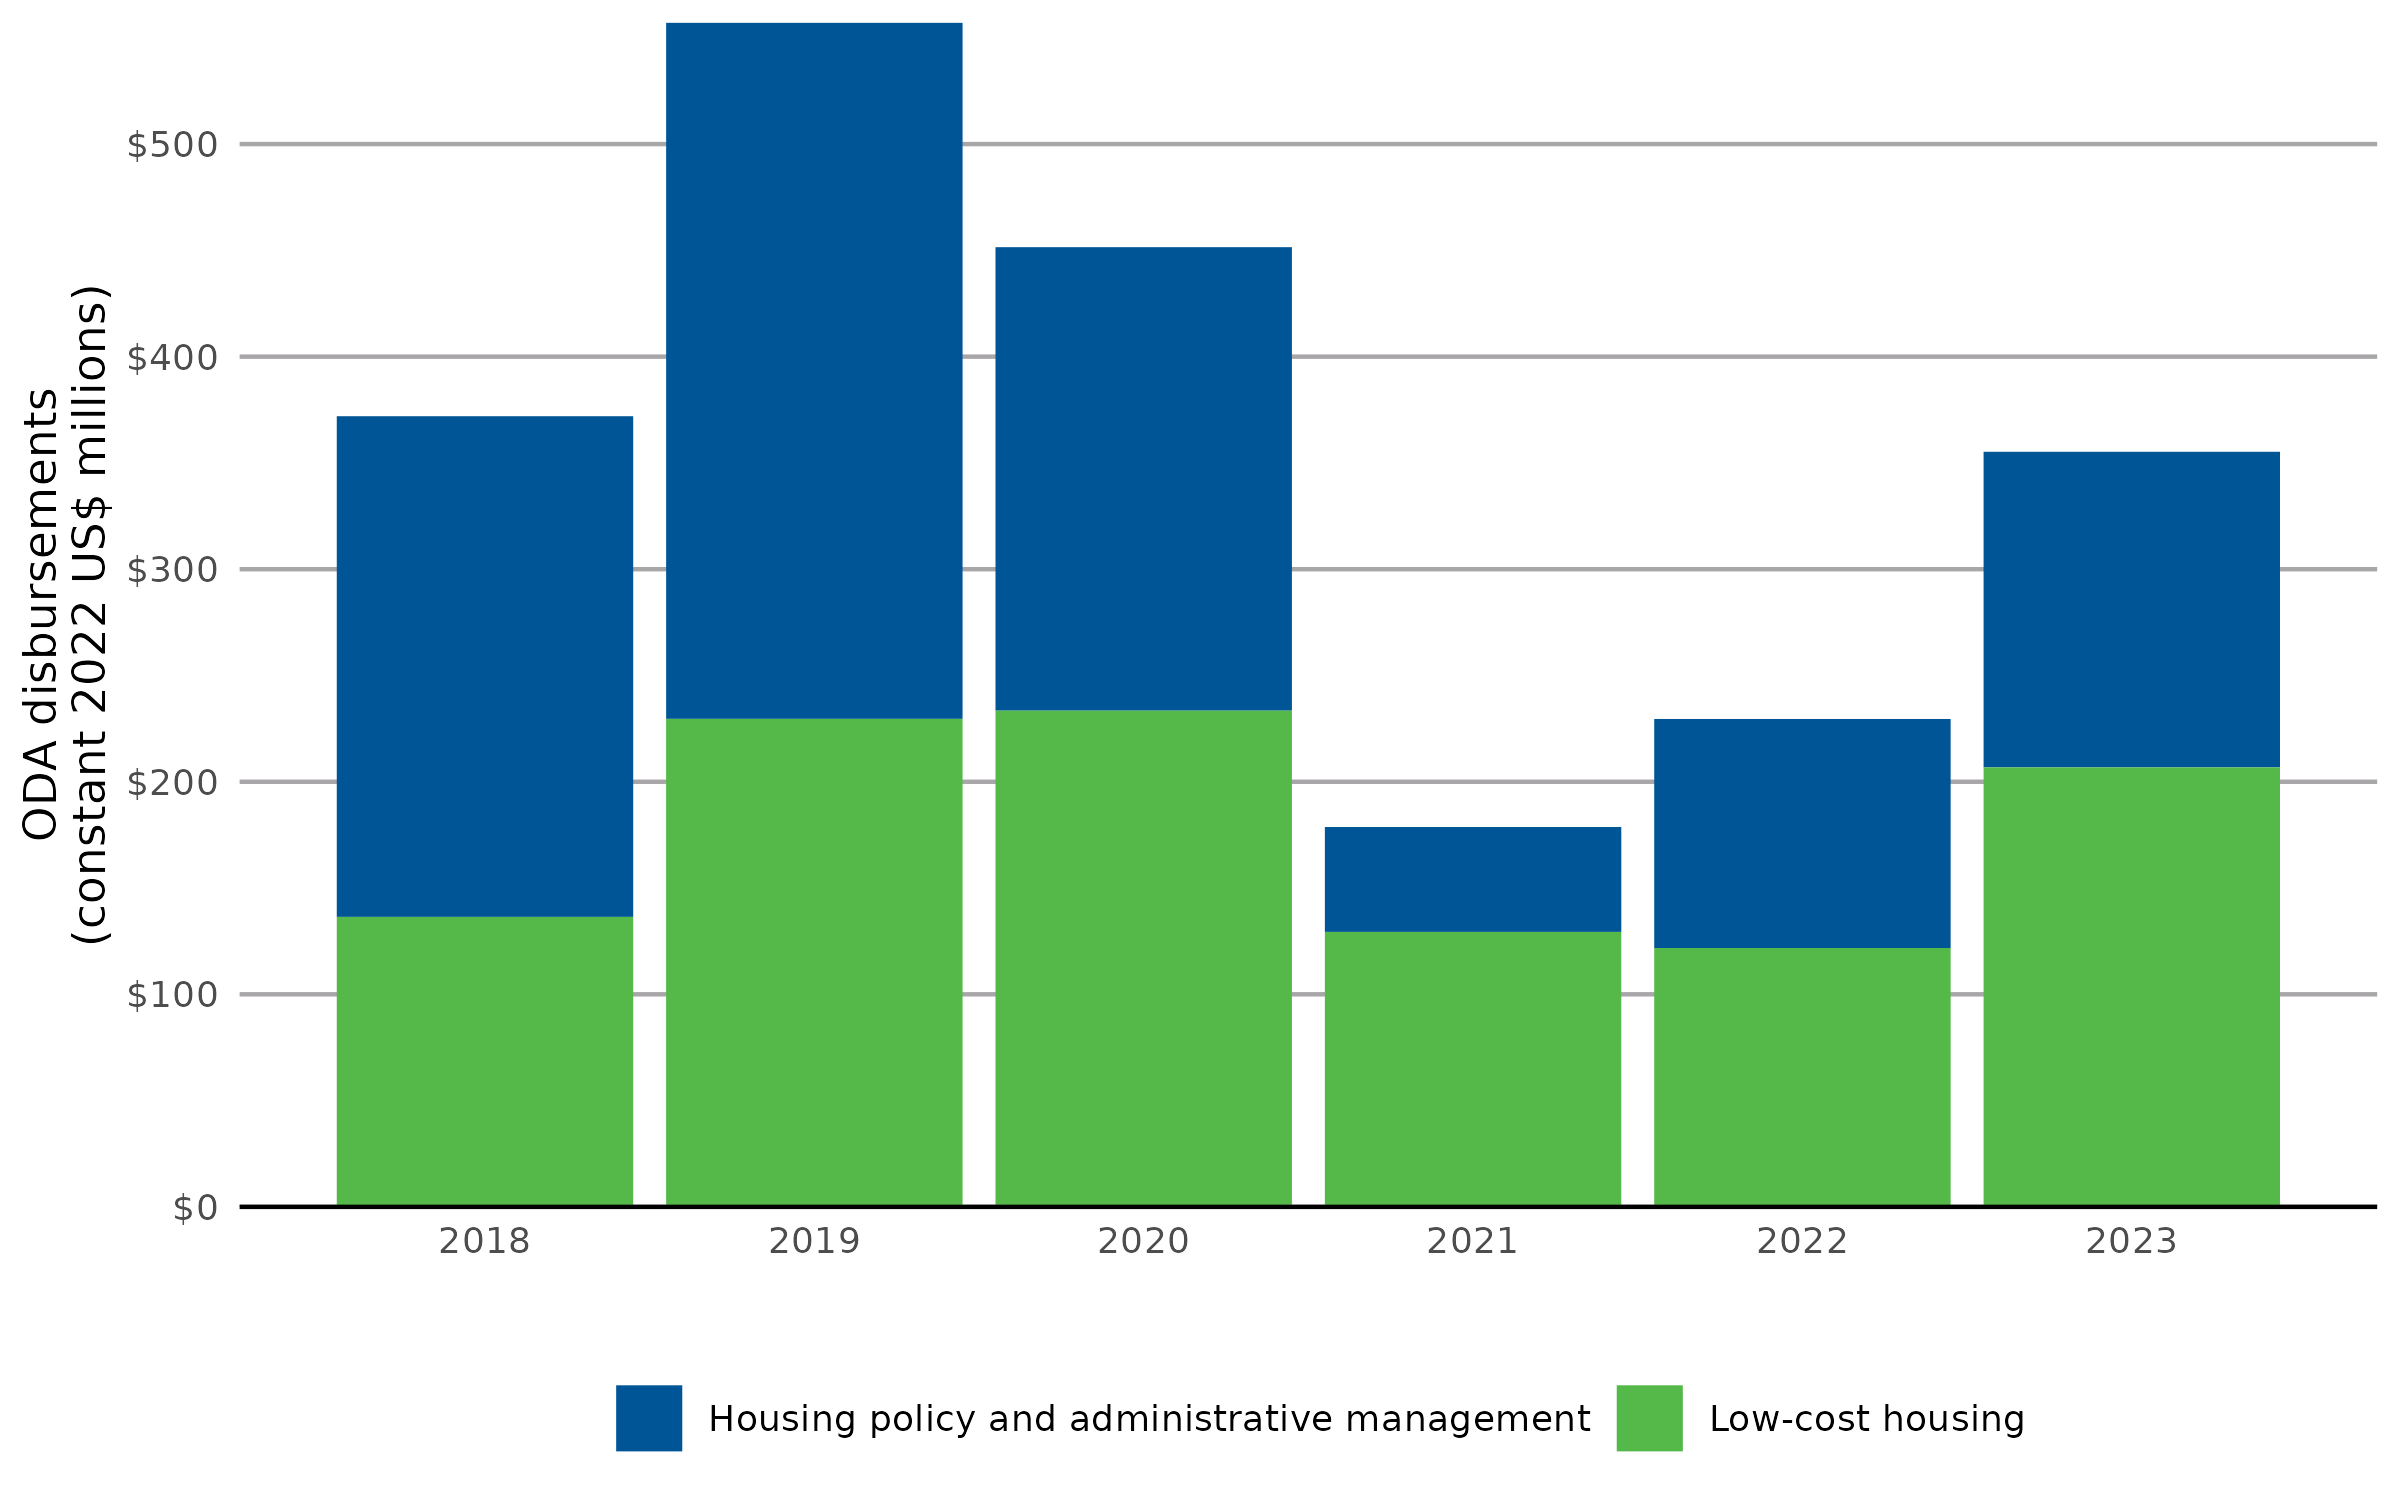 ODA disbursements
(constant 2022 US$ millions)
$500
$400
$300
$200
$100
$0
2018 2019 2020 2021 2022 2023
Housing policy and administrative management Low-cost housing